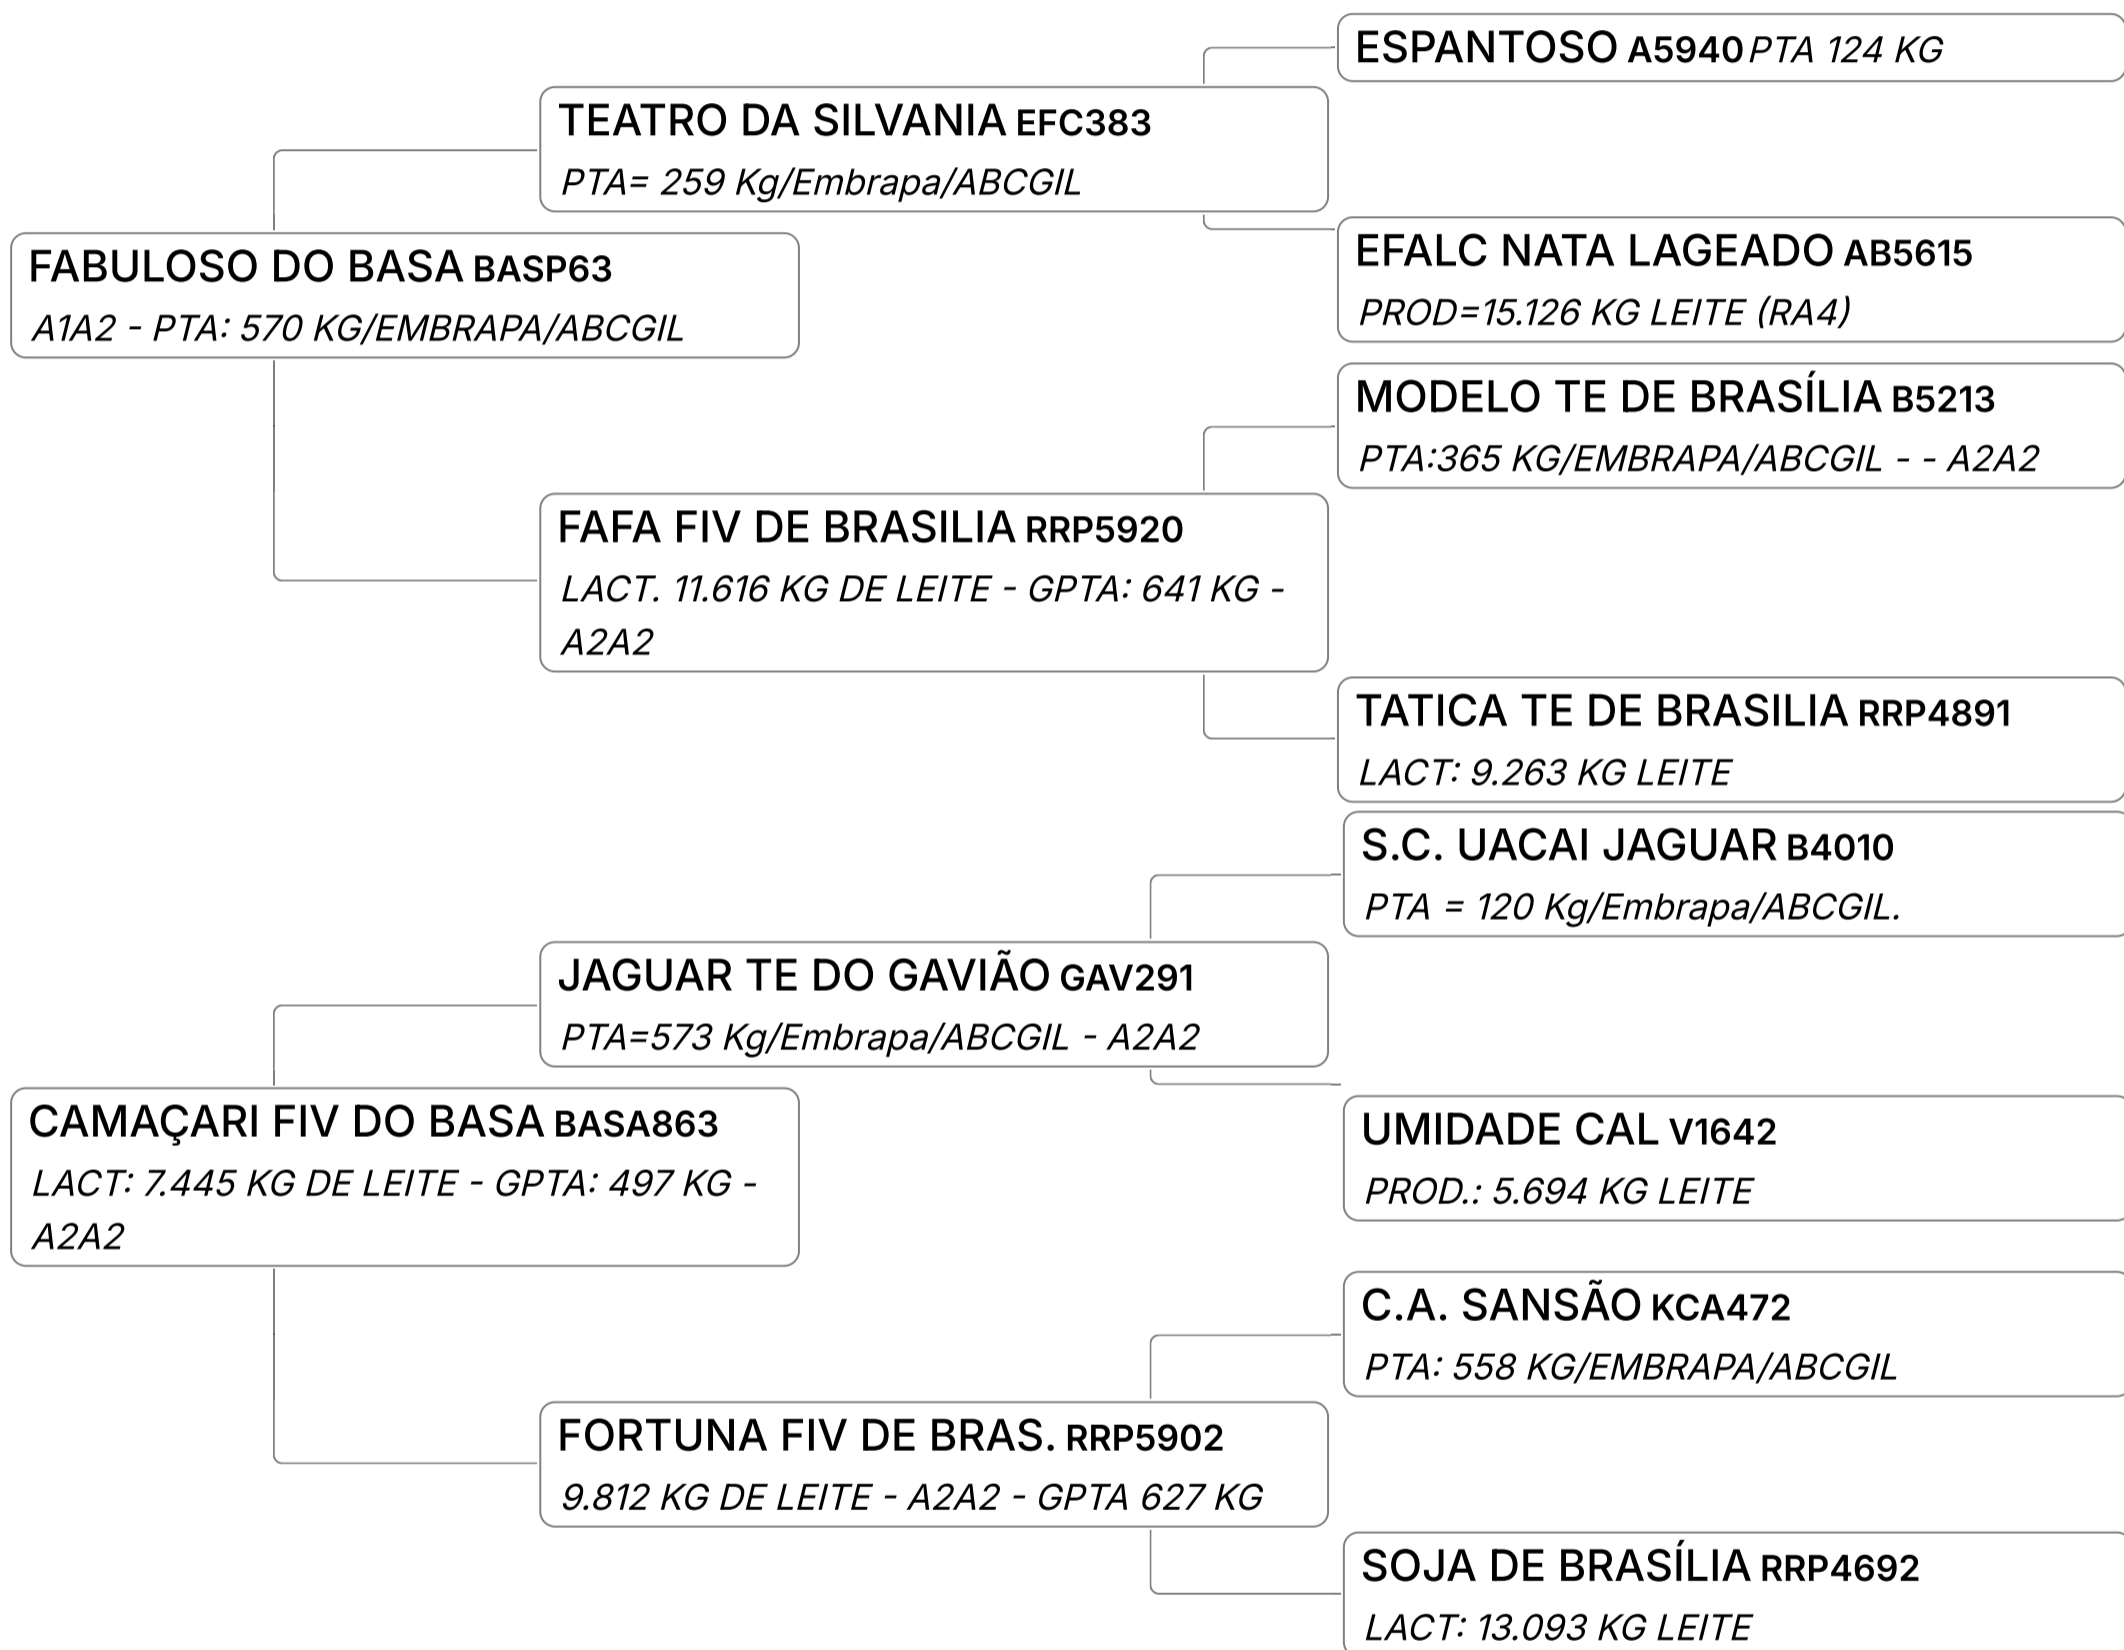 ESPANTOSO A5940 PTA 124 KG
TEATRO DA SILVANIA EFC383
PTA= 259 Kg/Embrapa/ABCGIL
EFALC NATA LAGEADO AB5615
PROD=15.126 KG LEITE (RA4)
FABULOSO DO BASA BASP63
A1A2 - PTA: 570 KG/EMBRAPA/ABCGIL
MODELO TE DE BRASÍLIA B5213
PTA:365 KG/EMBRAPA/ABCGIL - - A2A2
FAFA FIV DE BRASILIA RRP5920
LACT. 11.616 KG DE LEITE - GPTA: 641 KG -
A2A2
TATICA TE DE BRASILIA RRP4891
LACT: 9.263 KG LEITE
S.C. UACAI JAGUAR B4010
PTA = 120 Kg/Embrapa/ABCGIL.
JAGUAR TE DO GAVIÃO GAV291
PTA=573 Kg/Embrapa/ABCGIL - A2A2
UMIDADE CAL V1642
PROD.: 5.694 KG LEITE
CAMAÇARI FIV DO BASA BASA863
LACT: 7.445 KG DE LEITE - GPTA: 497 KG -
A2A2
C.A. SANSÃO KCA472
PTA: 558 KG/EMBRAPA/ABCGIL
FORTUNA FIV DE BRAS. RRP5902
9.812 KG DE LEITE - A2A2 - GPTA 627 KG
SOJA DE BRASÍLIA RRP4692
LACT: 13.093 KG LEITE